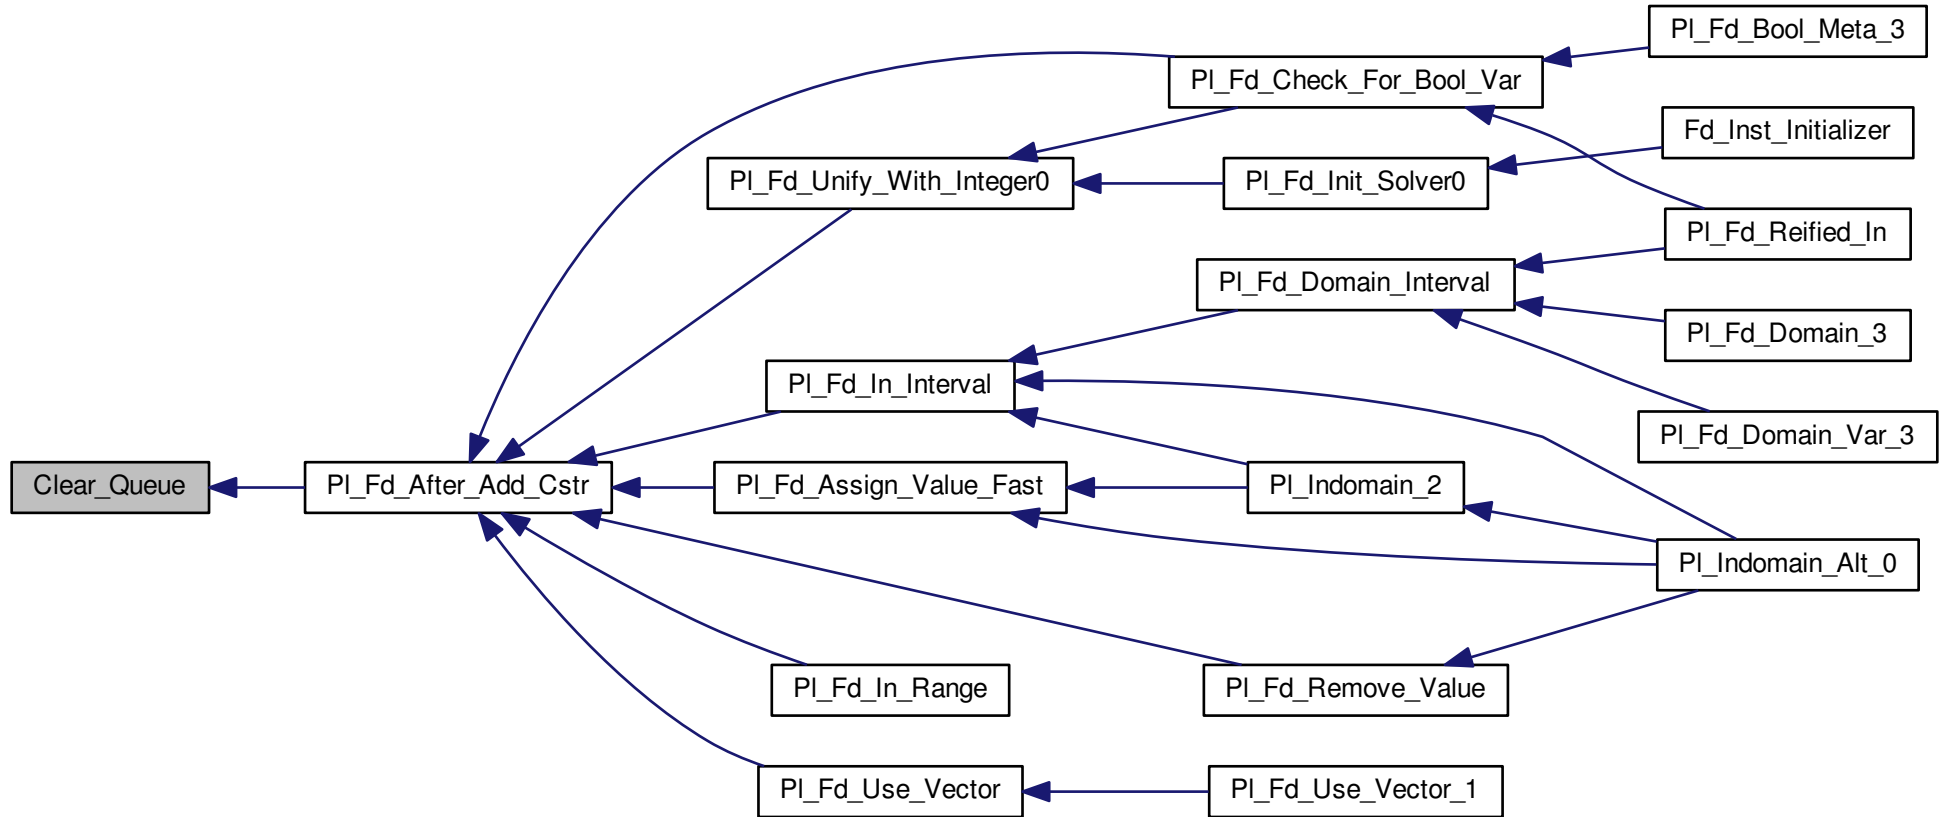 Pl_Fd_Bool_Meta_3
Pl_Fd_Check_For_Bool_Var
Fd_Inst_Initializer
Pl_Fd_Unify_With_Integer0
Pl_Fd_Init_Solver0
Pl_Fd_Reified_In
Pl_Fd_Domain_Interval
Pl_Fd_Domain_3
Pl_Fd_In_Interval
Pl_Fd_Domain_Var_3
Clear_Queue
Pl_Fd_After_Add_Cstr
Pl_Fd_Assign_Value_Fast
Pl_Indomain_2
Pl_Indomain_Alt_0
Pl_Fd_In_Range
Pl_Fd_Remove_Value
Pl_Fd_Use_Vector
Pl_Fd_Use_Vector_1